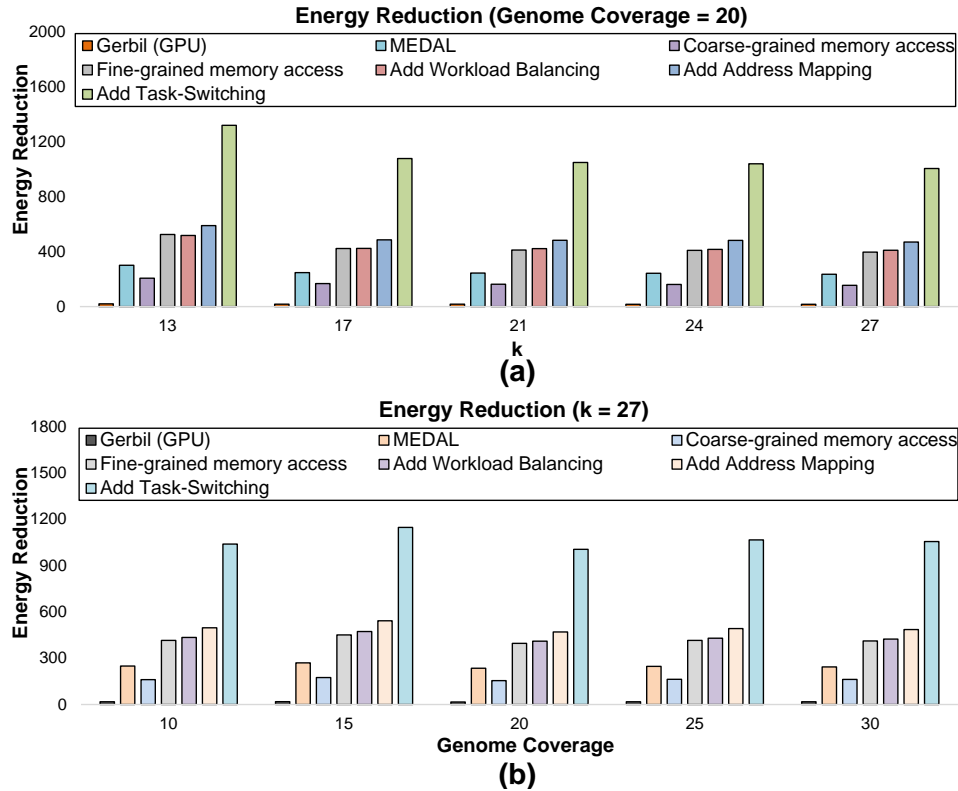 Energy Reduction (Genome Coverage = 20)
2000
Gerbil (GPU) MEDAL Coarse-grained memory access
Fine-grained memory access Add Workload Balancing Add Address Mapping
Add Task-Switching
1600
1200
800
400
0
Energy Reduction
13 17 21 24 27
k
(a)
Energy Reduction (k = 27)
1800
Gerbil (GPU) MEDAL Coarse-grained memory access
Fine-grained memory access Add Workload Balancing Add Address Mapping
Add Task-Switching
1500
1200
900
600
300
0
Energy Reduction
10 15 20 25 30
Genome Coverage
(b)